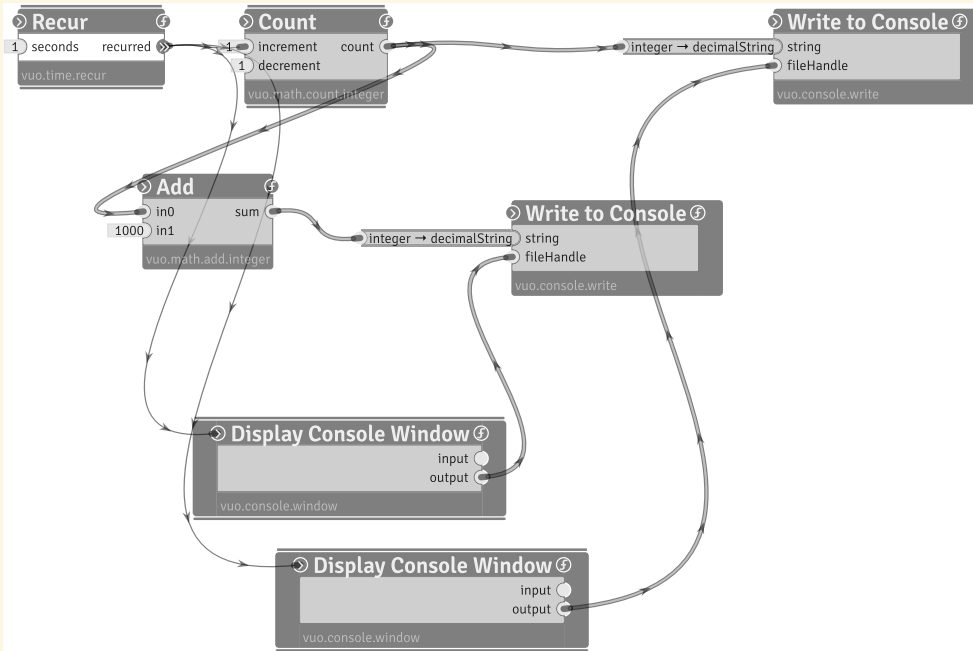 Recur
1 seconds recurred
vuo.time.recur
Count
1 increment count
1 decrement
vuo.math.count.integer
integer → decimalString
Write to Console
string
fileHandle
vuo.console.write
Add
in0 sum
1000 in1
vuo.math.add.integer
integer → decimalString
Write to Console
string
fileHandle
vuo.console.write
Display Console Window
input
output
vuo.console.window
Display Console Window
input
output
vuo.console.window